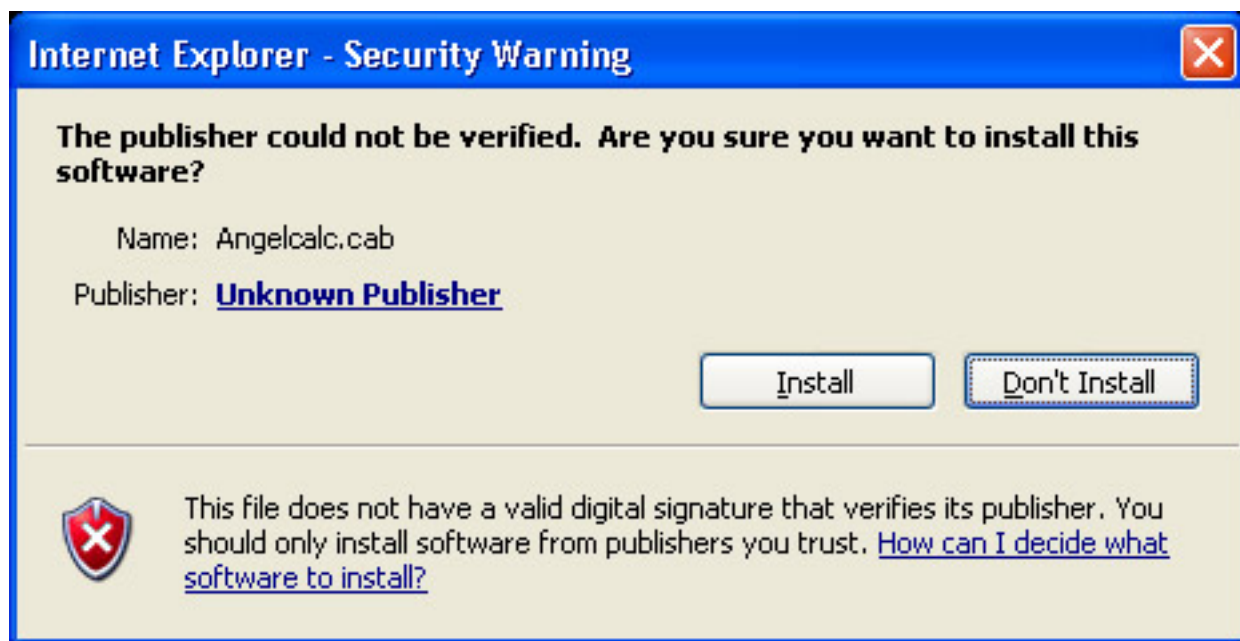 Internet Explorer - Security Warning
The publisher could not be verified.  Are you sure you want to install this
software?
Name: Angelcalc.cab
Publisher: Unknown Publisher
Install
Don't Install
This file does not have a valid digital signature that verifies its publisher. You
should only install software from publishers you trust. How can I decide what
software to install?